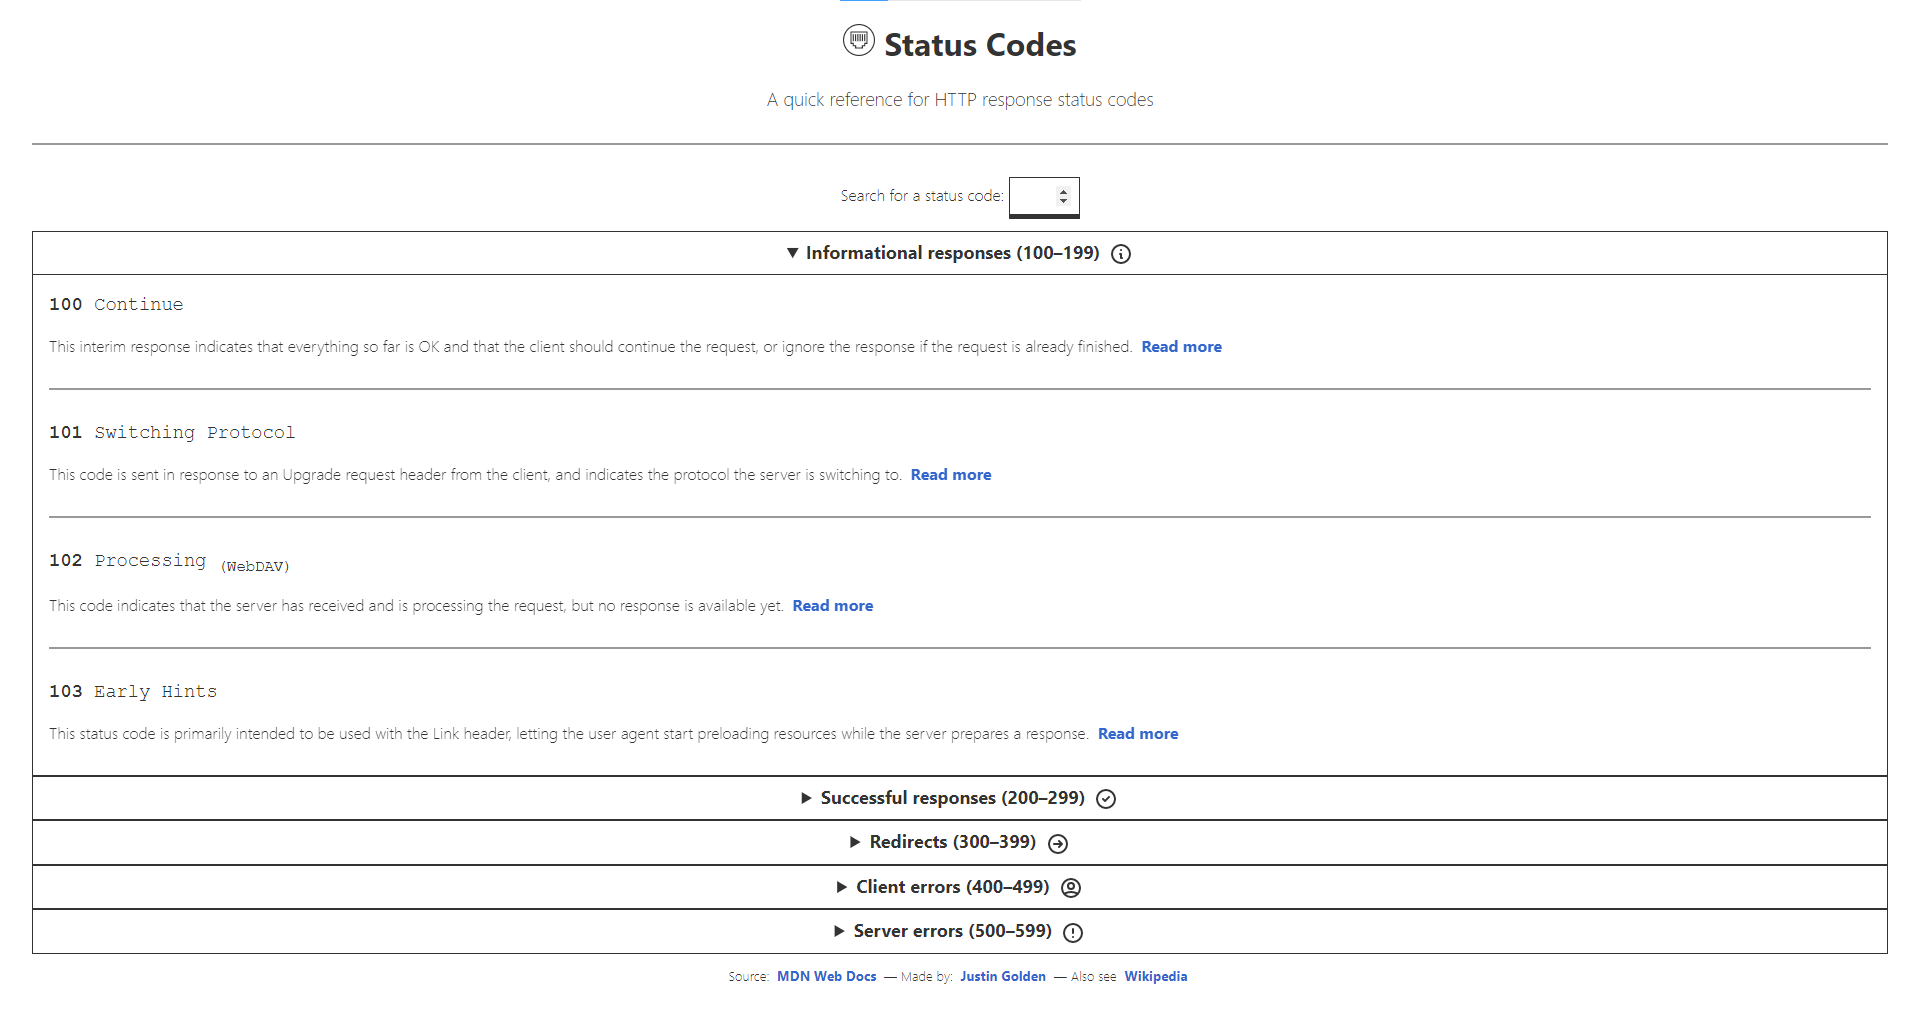 Status Codes
A quick reference for HTTP response status codes
Search for a status code:
Informational responses (100–199)
100 Continue
This interim response indicates that everything so far is OK and that the client should continue the request, or ignore the response if the request is already finished. Read more
101 Switching Protocol
This code is sent in response to an Upgrade request header from the client, and indicates the protocol the server is switching to. Read more
102 Processing (WebDAV)
This code indicates that the server has received and is processing the request, but no response is available yet. Read more
103 Early Hints
This status code is primarily intended to be used with the Link header, letting the user agent start preloading resources while the server prepares a response. Read more
Successful responses (200–299)
Redirects (300–399)
Client errors (400–499)
Server errors (500–599)
Source: MDN Web Docs — Made by: Justin Golden — Also see Wikipedia